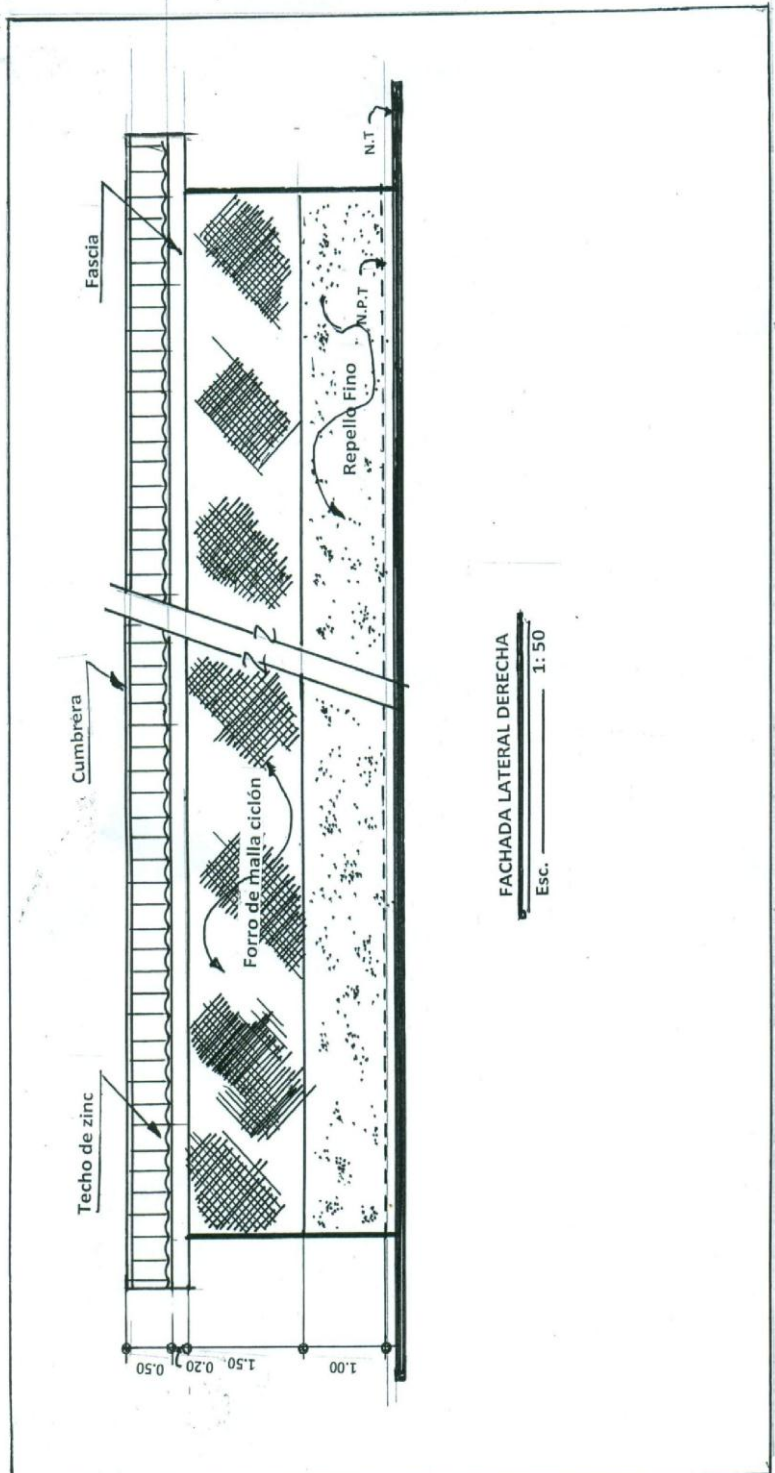 Techo de zinc
Cumbrera
Fascia
0.50
0.20
1.50
1.00
Forro de malla ciclón
Repello Fino
N.P.T
N.T
FACHADA LATERAL DERECHA
Esc. 1: 50